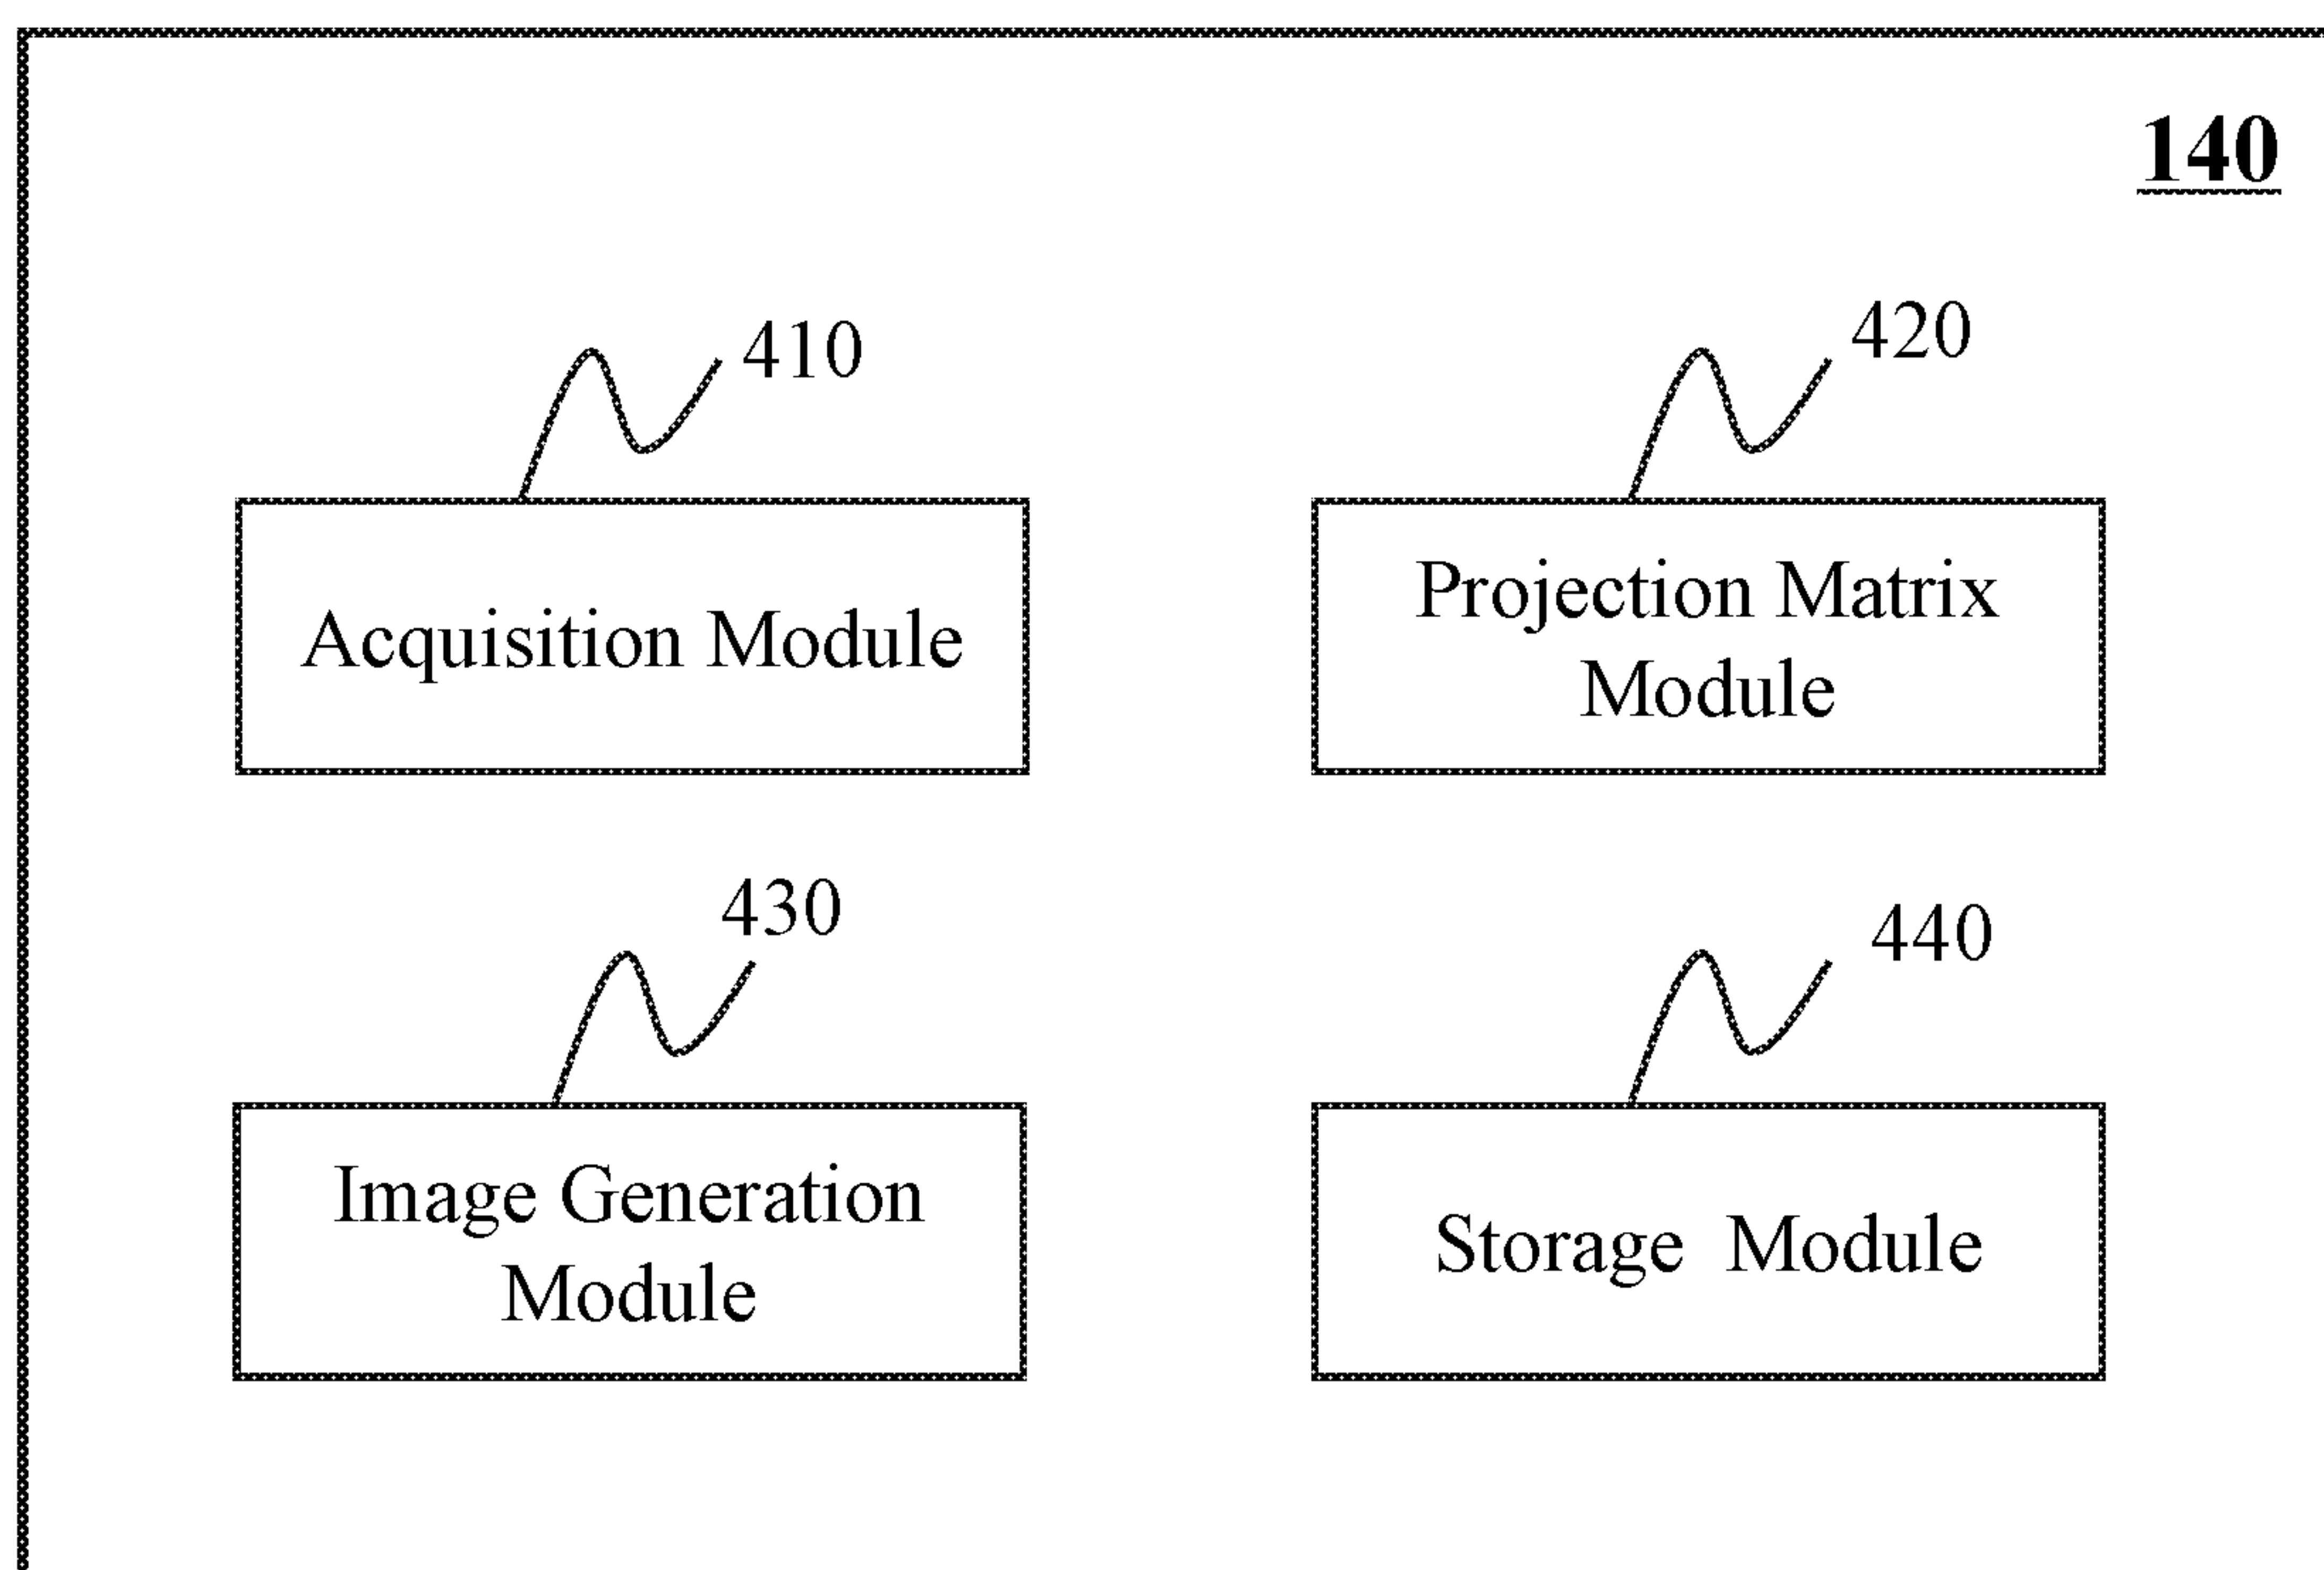 140
410
420
Acquisition Module
Projection Matrix
Module
430
440
Image Generation
Module
Storage Module